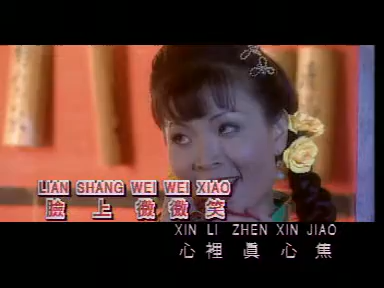 LIAN SHANG WEI WEI XIAO
臉 上 微 微 笑
XIN LI ZHEN XIN JIAO
心 裡 眞 心 焦